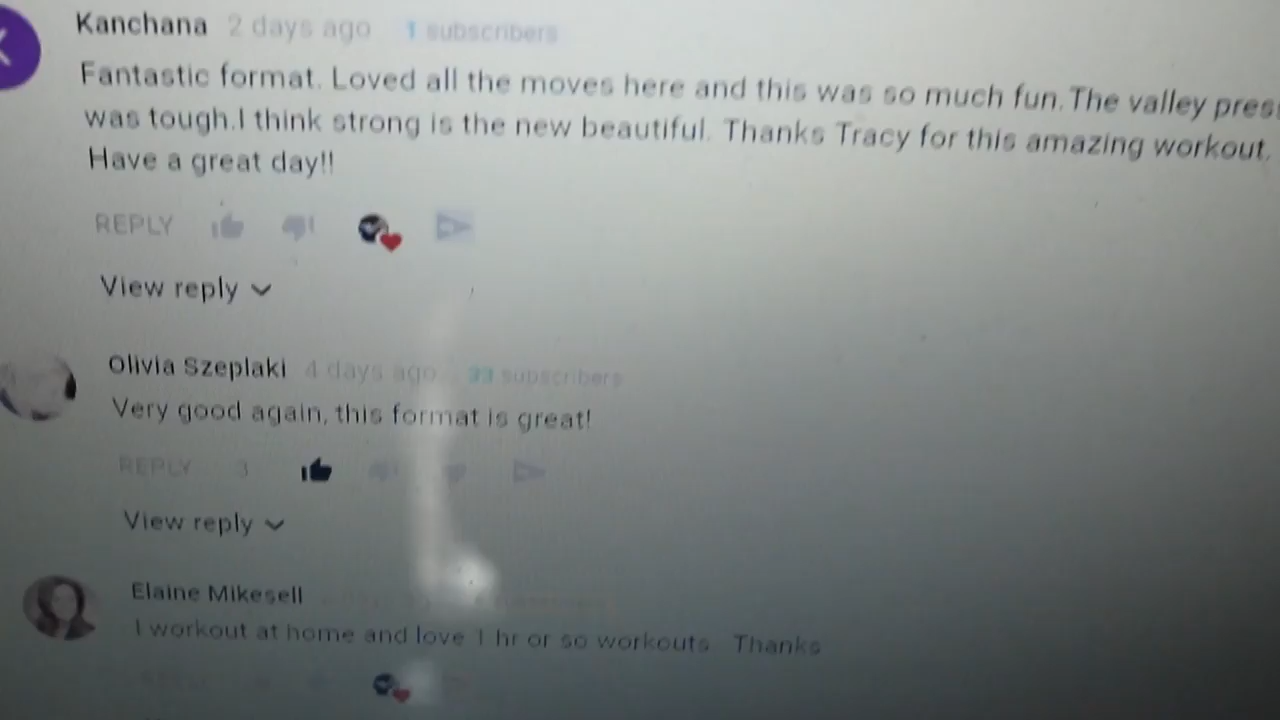 Kanchana 2 days ago 1 subscribers
Fantastic format. Loved all the moves here and this was so much fun.The valley
was tough.I think strong is the new beautiful. Thanks Tracy for this amazing workout.
Have a great day!!
REPLY
View reply
Olivia Szeplaki 4 days ago 33 subscribers
Very good again, this format is great!
REPLY 3
View reply
Elaine Mikesell
I workout at home and love 1 hr or so workouts Thanks
REPLY